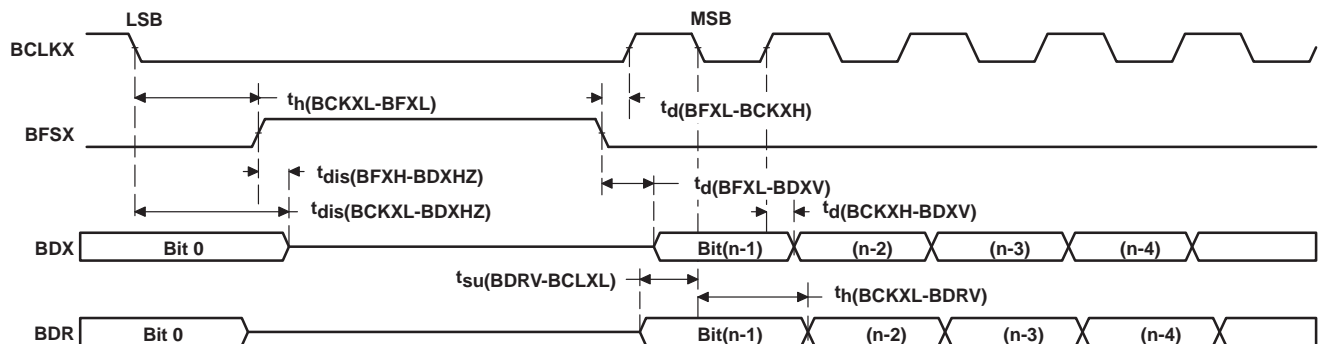 LSB MSB
BCLKX
th(BCKXL-BFXL)
td(BFXL-BCKXH)
BFSX
tdis(BFXH-BDXHZ)
td(BFXL-BDXV)
tdis(BCKXL-BDXHZ)
td(BCKXH-BDXV)
BDX Bit 0 Bit(n-1) (n-2) (n-3) (n-4)
tsu(BDRV-BCLXL)
th(BCKXL-BDRV)
BDR Bit 0 Bit(n-1) (n-2) (n-3) (n-4)